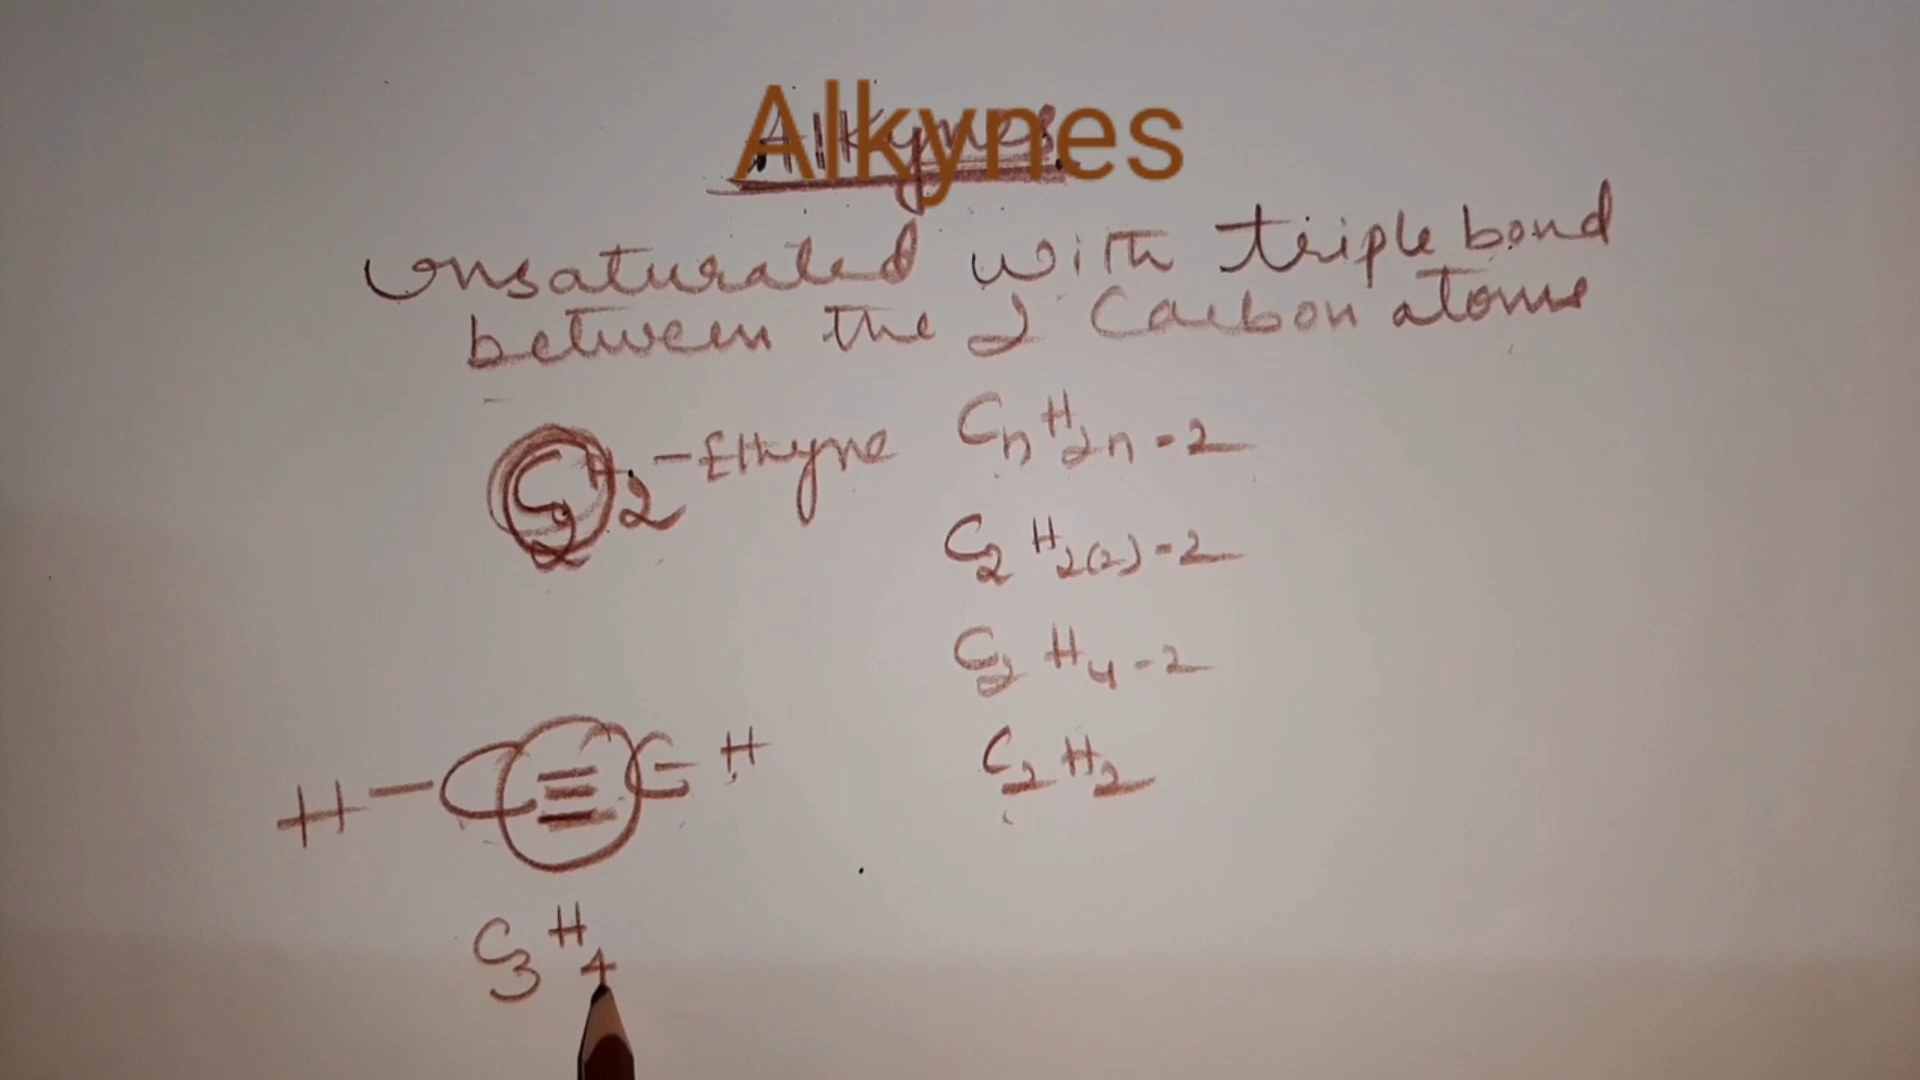 Alkynes
Alkynes
Unsaturated with triple bond
between the 2 Carbon atoms
C2H2 - Ethyne
CnH2n-2
C2H2(2)-2
C2H4-2
C2H2
H-C≡C-H
C3H4